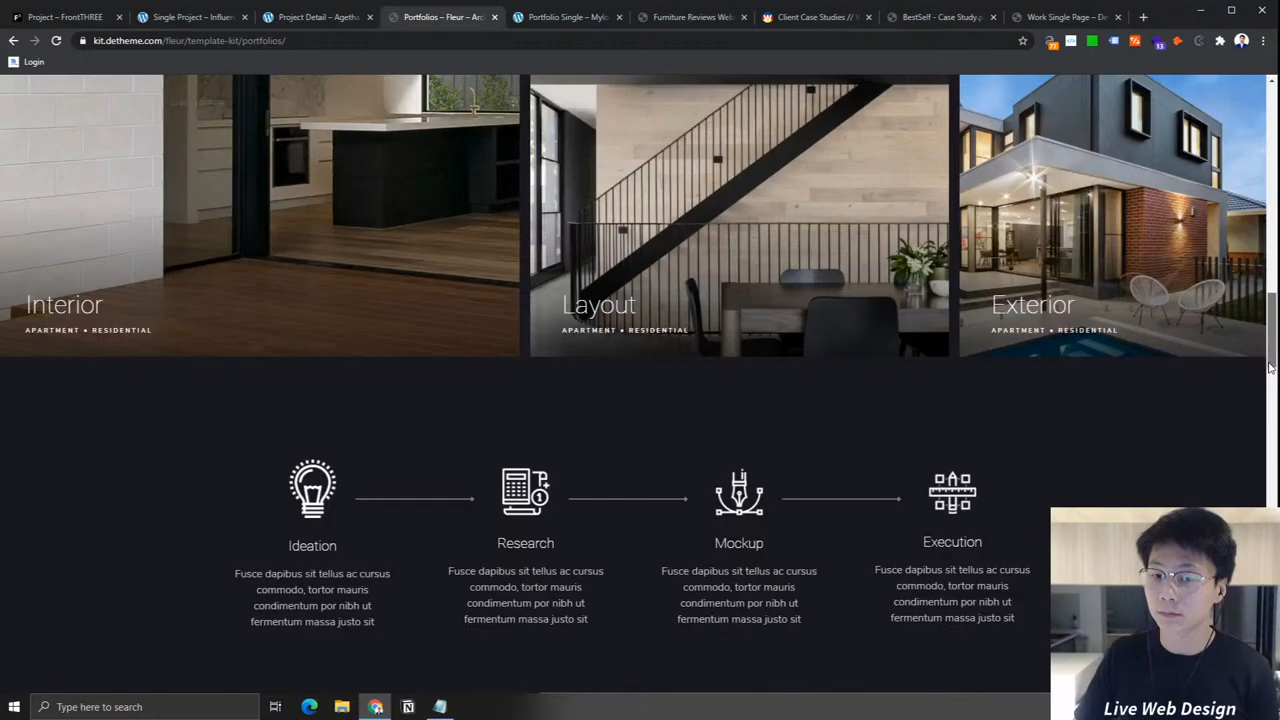 Project – FrontTHREE
Single Project – Influen
Project Detail – Agetha
Portfolios – Fleur – Arc
Portfolio Single – Mylo
Furniture Reviews Web
Client Case Studies // V
BestSelf - Case Study.p
Work Single Page – De
kit.detheme.com/fleur/template-kit/portfolios/
77
13
Login
Interior
APARTMENT • RESIDENTIAL
Layout
APARTMENT • RESIDENTIAL
Exterior
APARTMENT • RESIDENTIAL
Ideation
Fusce dapibus sit tellus ac cursus
commodo, tortor mauris
condimentum por nibh ut
fermentum massa justo sit
Research
Fusce dapibus sit tellus ac cursus
commodo, tortor mauris
condimentum por nibh ut
fermentum massa justo sit
Mockup
Fusce dapibus sit tellus ac cursus
commodo, tortor mauris
condimentum por nibh ut
fermentum massa justo sit
Execution
Fusce dapibus sit tellus ac cursus
commodo, tortor mauris
condimentum por nibh ut
fermentum massa justo sit
Type here to search
Live Web Design